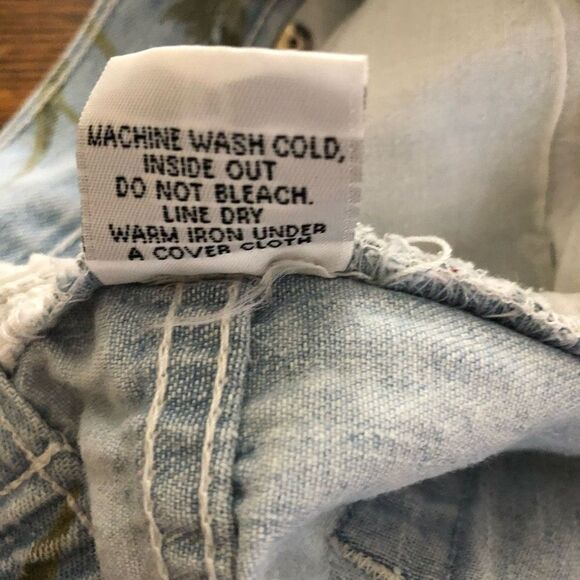 MACHINE WASH COLD,
INSIDE OUT
DO NOT BLEACH.
LINE DRY
WARM IRON UNDER
A COVER CLOTH